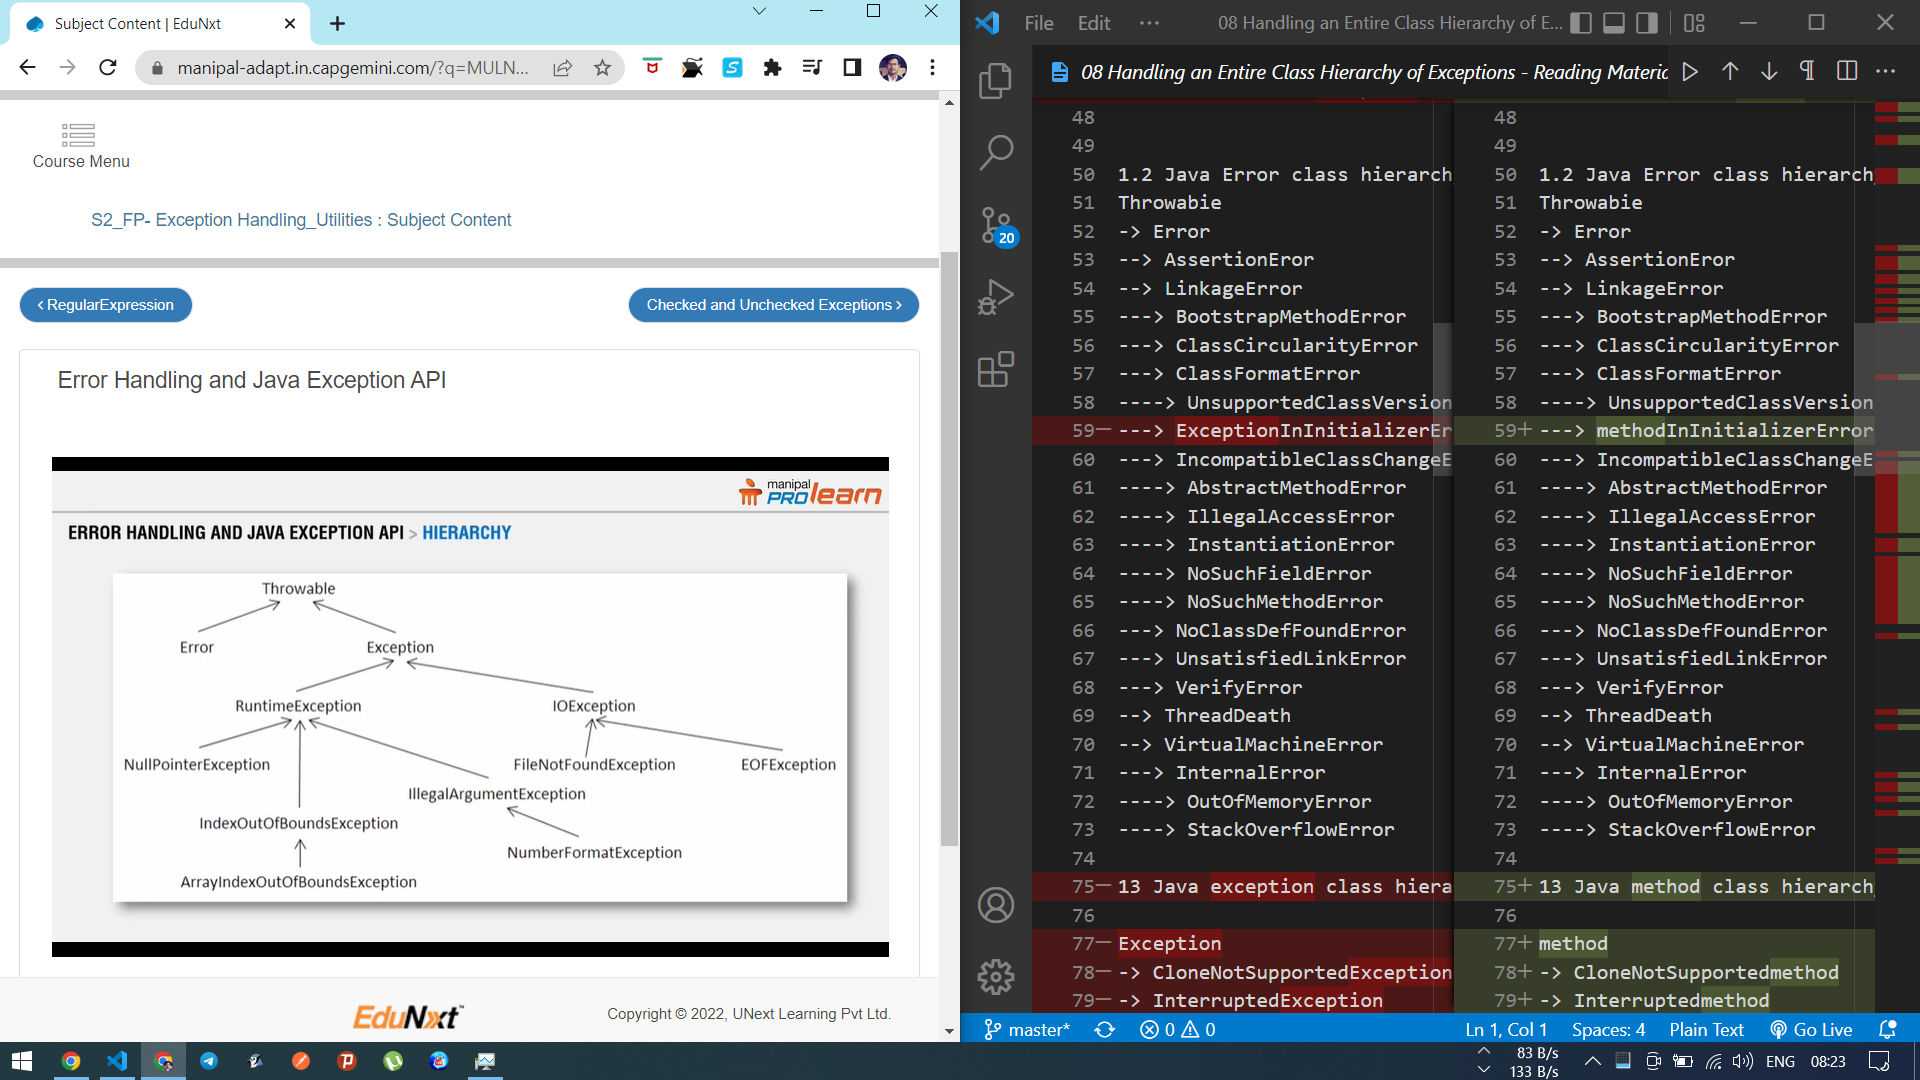 Subject Content | EduNxt
manipal-adapt.in.capgemini.com/?q=MULN...
Course Menu
S2_FP- Exception Handling_Utilities : Subject Content
< RegularExpression
Checked and Unchecked Exceptions >
Error Handling and Java Exception API
manipal
PROlearn
ERROR HANDLING AND JAVA EXCEPTION API > HIERARCHY
Throwable
Error
Exception
RuntimeException
IOException
NullPointerException
FileNotFoundException
EOFException
IllegalArgumentException
IndexOutOfBoundsException
NumberFormatException
ArrayIndexOutOfBoundsException
EduNxt™
Copyright © 2022, UNext Learning Pvt Ltd.
File Edit ··· 08 Handling an Entire Class Hierarchy of E...
08 Handling an Entire Class Hierarchy of Exceptions - Reading Materia
20
48
49
50 1.2 Java Error class hierarch
51 Throwabie
52 -> Error
53 --> AssertionEror
54 --> LinkageError
55 ---> BootstrapMethodError
56 ---> ClassCircularityError
57 ---> ClassFormatError
58 ----> UnsupportedClassVersion
59— ---> ExceptionInInitializerEr
60 ---> IncompatibleClassChangeE
61 ----> AbstractMethodError
62 ----> IllegalAccessError
63 ----> InstantiationError
64 ----> NoSuchFieldError
65 ----> NoSuchMethodError
66 ---> NoClassDefFoundError
67 ---> UnsatisfiedLinkError
68 ---> VerifyError
69 --> ThreadDeath
70 --> VirtualMachineError
71 ---> InternalError
72 ----> OutOfMemoryError
73 ----> StackOverflowError
74
75— 13 Java exception class hiera
76
77— Exception
78— -> CloneNotSupportedException
79— -> InterruptedException
48
49
50 1.2 Java Error class hierarch
51 Throwabie
52 -> Error
53 --> AssertionEror
54 --> LinkageError
55 ---> BootstrapMethodError
56 ---> ClassCircularityError
57 ---> ClassFormatError
58 ----> UnsupportedClassVersion
59+ ---> methodInInitializerError
60 ---> IncompatibleClassChangeE
61 ----> AbstractMethodError
62 ----> IllegalAccessError
63 ----> InstantiationError
64 ----> NoSuchFieldError
65 ----> NoSuchMethodError
66 ---> NoClassDefFoundError
67 ---> UnsatisfiedLinkError
68 ---> VerifyError
69 --> ThreadDeath
70 --> VirtualMachineError
71 ---> InternalError
72 ----> OutOfMemoryError
73 ----> StackOverflowError
74
75+ 13 Java method class hierarch
76
77+ method
78+ -> CloneNotSupportedmethod
79+ -> Interruptedmethod
master* 0 0 Ln 1, Col 1 Spaces: 4 Plain Text Go Live
83 B/s
133 B/s
ENG 08:23